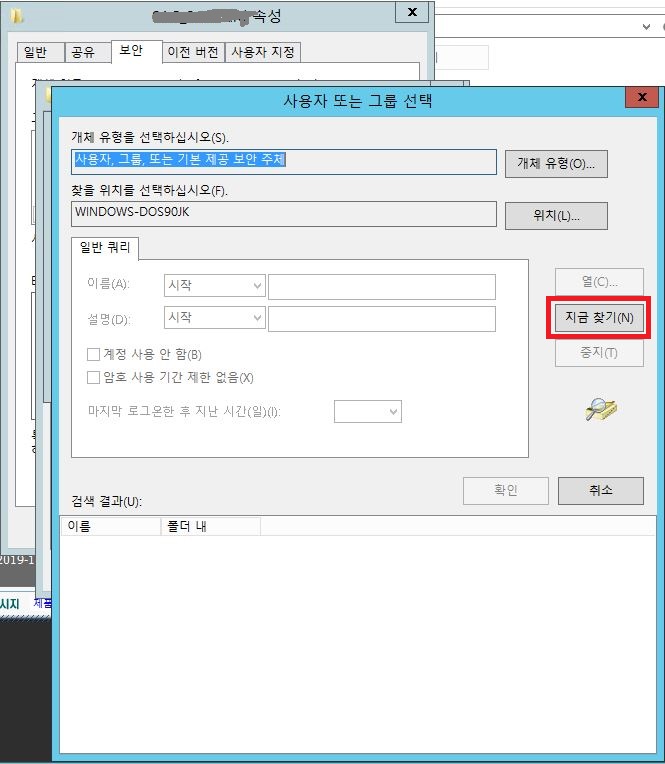 속성
일반 공유 보안 이전 버전 사용자 지정
사용자 또는 그룹 선택
개체 유형을 선택하십시오(S).
사용자, 그룹, 또는 기본 제공 보안 주체
개체 유형(O)...
찾을 위치를 선택하십시오(F).
WINDOWS-DOS90JK
위치(L)...
일반 쿼리
이름(A): 시작
열(C)...
지금 찾기(N)
설명(D): 시작
중지(T)
계정 사용 안 함(B)
암호 사용 기간 제한 없음(X)
마지막 로그온한 후 지난 시간(일)(I):
확인 취소
검색 결과(U):
이름 폴더 내
2019-1
시지 제품